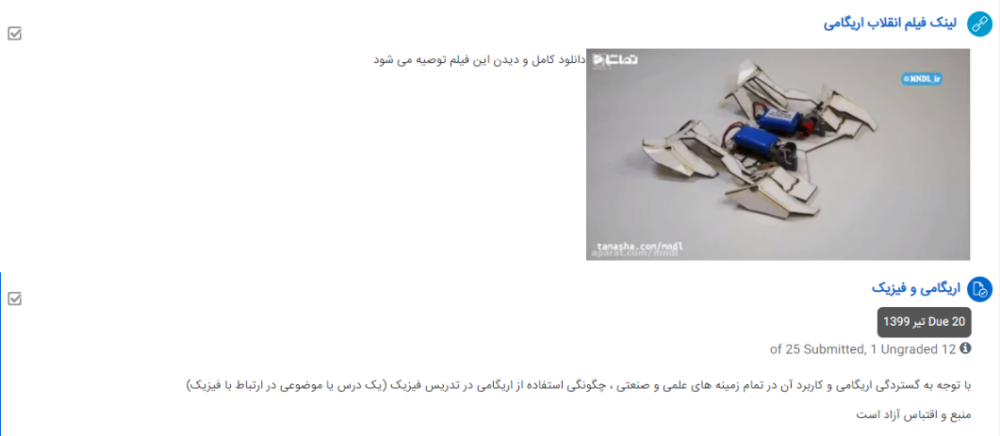 لینک فیلم انقلاب اریگامی
دانلود کامل و دیدن این فیلم توصیه می شود
تماشا
@MNDL_ir
tamasha.com/mndl
aparat.com/mndl
اریگامی و فیزیک
Due 20 تیر 1399
12 of 25 Submitted, 1 Ungraded
با توجه به گستردگی اریگامی و کاربرد آن در تمام زمینه های علمی و صنعتی ، چگونگی استفاده از اریگامی در تدریس فیزیک (یک درس یا موضوعی در ارتباط با فیزیک)
منبع و اقتباس آزاد است